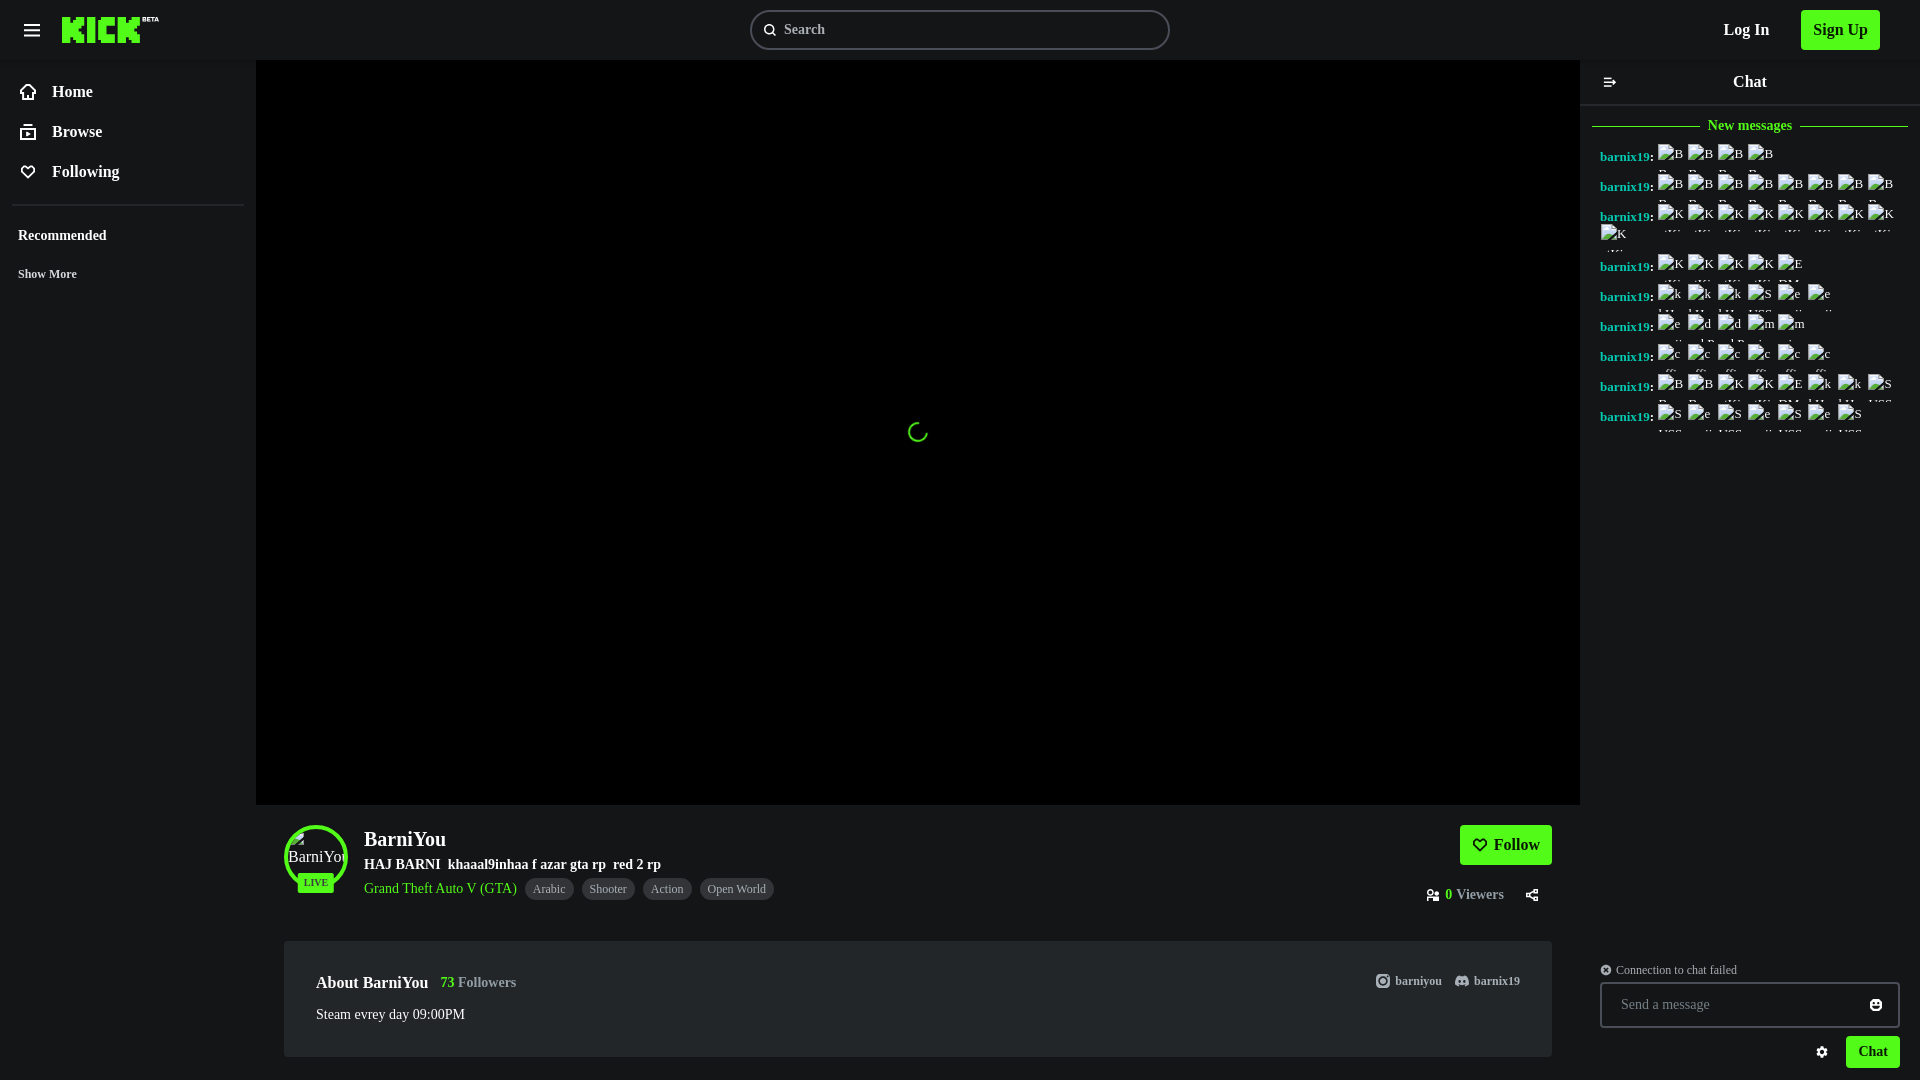 KICK BETA
Search
Log In
Sign Up
Home
Browse
Following
Recommended
Show More
Chat
New messages
barnix19: B B B B
barnix19: B B B B B B B B
barnix19: K K K K K K K K
K
barnix19: K K K K E
barnix19: k k k S e e
barnix19: e d d m m
barnix19: c c c c c c
barnix19: B B K K E k k S
barnix19: S e S e S e S
BarniYou
LIVE
BarniYou
HAJ BARNI khaaal9inhaa f azar gta rp red 2 rp
Grand Theft Auto V (GTA) Arabic Shooter Action Open World
Follow
0 Viewers
About BarniYou 73 Followers
barniyou barnix19
Steam evrey day 09:00PM
Connection to chat failed
Send a message
Chat